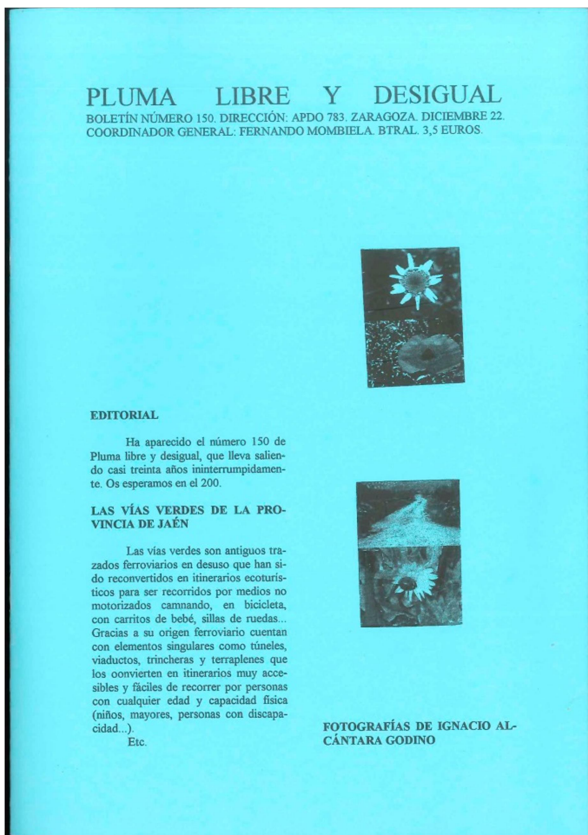 PLUMA LIBRE Y DESIGUAL
BOLETÍN NÚMERO 150. DIRECCIÓN: APDO 783. ZARAGOZA. DICIEMBRE 22.
COORDINADOR GENERAL: FERNANDO MOMBIELA. BTRAL. 3,5 EUROS.
EDITORIAL
Ha aparecido el número 150 de
Pluma libre y desigual, que lleva salien-
do casi treinta años ininterrumpidamen-
te. Os esperamos en el 200.
LAS VÍAS VERDES DE LA PRO-
VINCIA DE JAÉN
Las vías verdes son antiguos tra-
zados ferroviarios en desuso que han si-
do reconvertidos en itinerarios ecoturís-
ticos para ser recorridos por medios no
motorizados camnando, en bicicleta,
con carritos de bebé, sillas de ruedas...
Gracias a su origen ferroviario cuentan
con elementos singulares como túneles,
viaductos, trincheras y terraplenes que
los oonvierten en itinerarios muy acce-
sibles y fáciles de recorrer por personas
con cualquier edad y capacidad física
(niños, mayores, personas con discapa-
cidad...).
Etc.
FOTOGRAFÍAS DE IGNACIO AL-
CÁNTARA GODINO